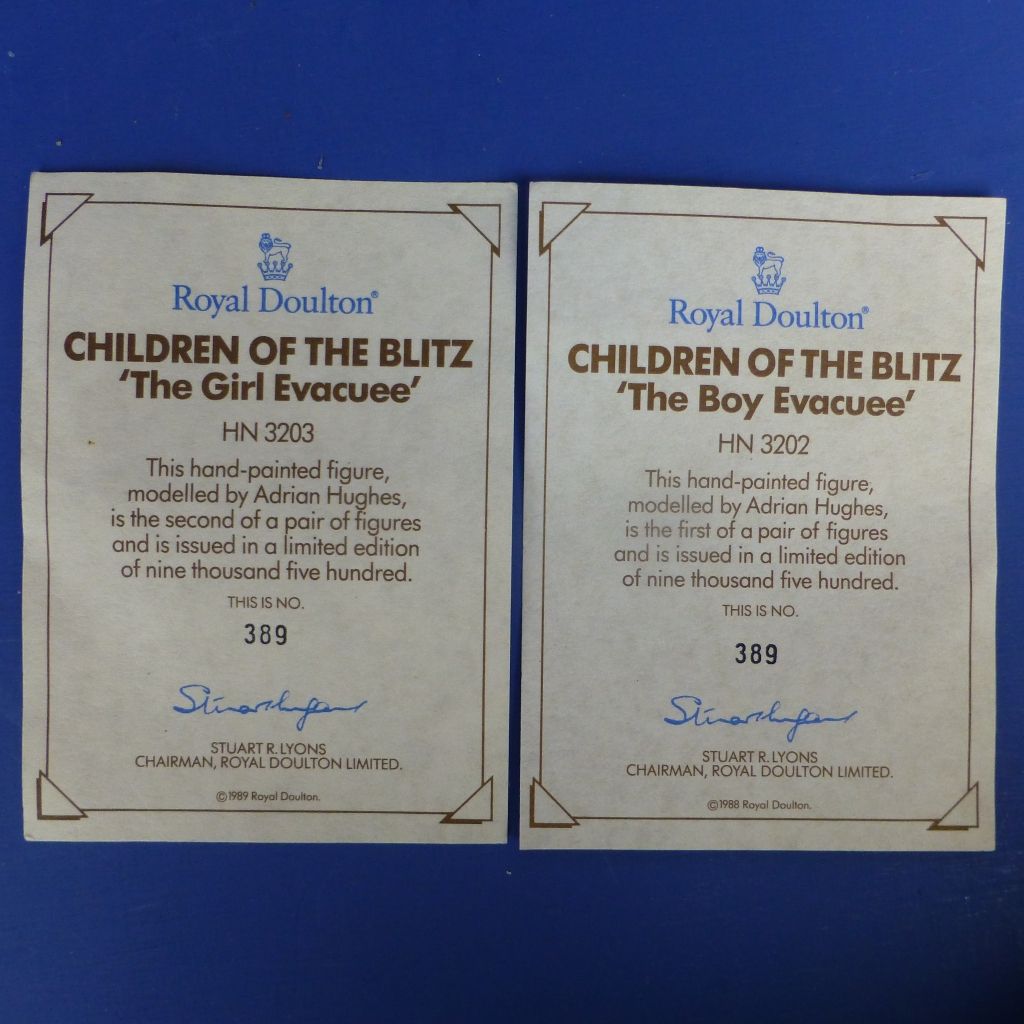 Royal Doulton®
CHILDREN OF THE BLITZ
'The Girl Evacuee'
HN 3203
This hand-painted figure,
modelled by Adrian Hughes,
is the second of a pair of figures
and is issued in a limited edition
of nine thousand five hundred.
THIS IS NO.
389
Stuart Lyons
STUART R. LYONS
CHAIRMAN, ROYAL DOULTON LIMITED.
©1989 Royal Doulton.
Royal Doulton®
CHILDREN OF THE BLITZ
'The Boy Evacuee'
HN 3202
This hand-painted figure,
modelled by Adrian Hughes,
is the first of a pair of figures
and is issued in a limited edition
of nine thousand five hundred.
THIS IS NO.
389
Stuart Lyons
STUART R. LYONS
CHAIRMAN, ROYAL DOULTON LIMITED.
©1988 Royal Doulton.